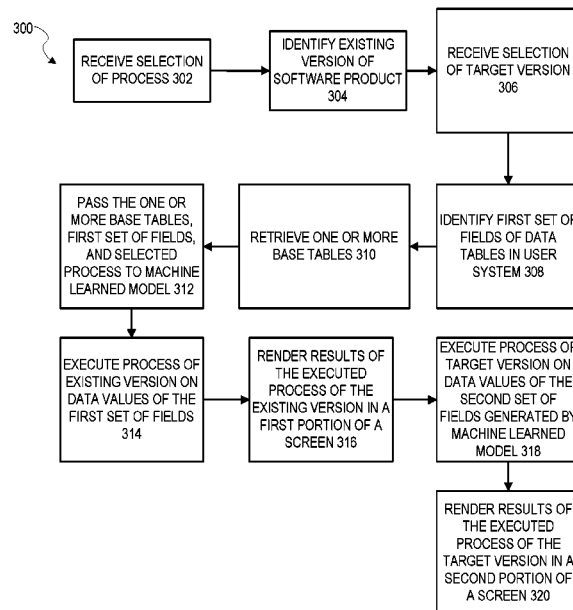 300
RECEIVE SELECTION
OF PROCESS 302
IDENTIFY EXISTING
VERSION OF
SOFTWARE PRODUCT
304
RECEIVE SELECTION
OF TARGET VERSION
306
IDENTIFY FIRST SET OF
FIELDS OF DATA
TABLES IN USER
SYSTEM 308
RETRIEVE ONE OR MORE
BASE TABLES 310
PASS THE ONE OR
MORE BASE TABLES,
FIRST SET OF FIELDS,
AND SELECTED
PROCESS TO MACHINE
LEARNED MODEL 312
EXECUTE PROCESS OF
EXISTING VERSION ON
DATA VALUES OF THE
FIRST SET OF FIELDS
314
RENDER RESULTS OF
THE EXECUTED
PROCESS OF THE
EXISTING VERSION IN A
FIRST PORTION OF A
SCREEN 316
EXECUTE PROCESS OF
TARGET VERSION ON
DATA VALUES OF THE
SECOND SET OF
FIELDS GENERATED BY
MACHINE LEARNED
MODEL 318
RENDER RESULTS OF
THE EXECUTED
PROCESS OF THE
TARGET VERSION IN A
SECOND PORTION OF
A SCREEN 320